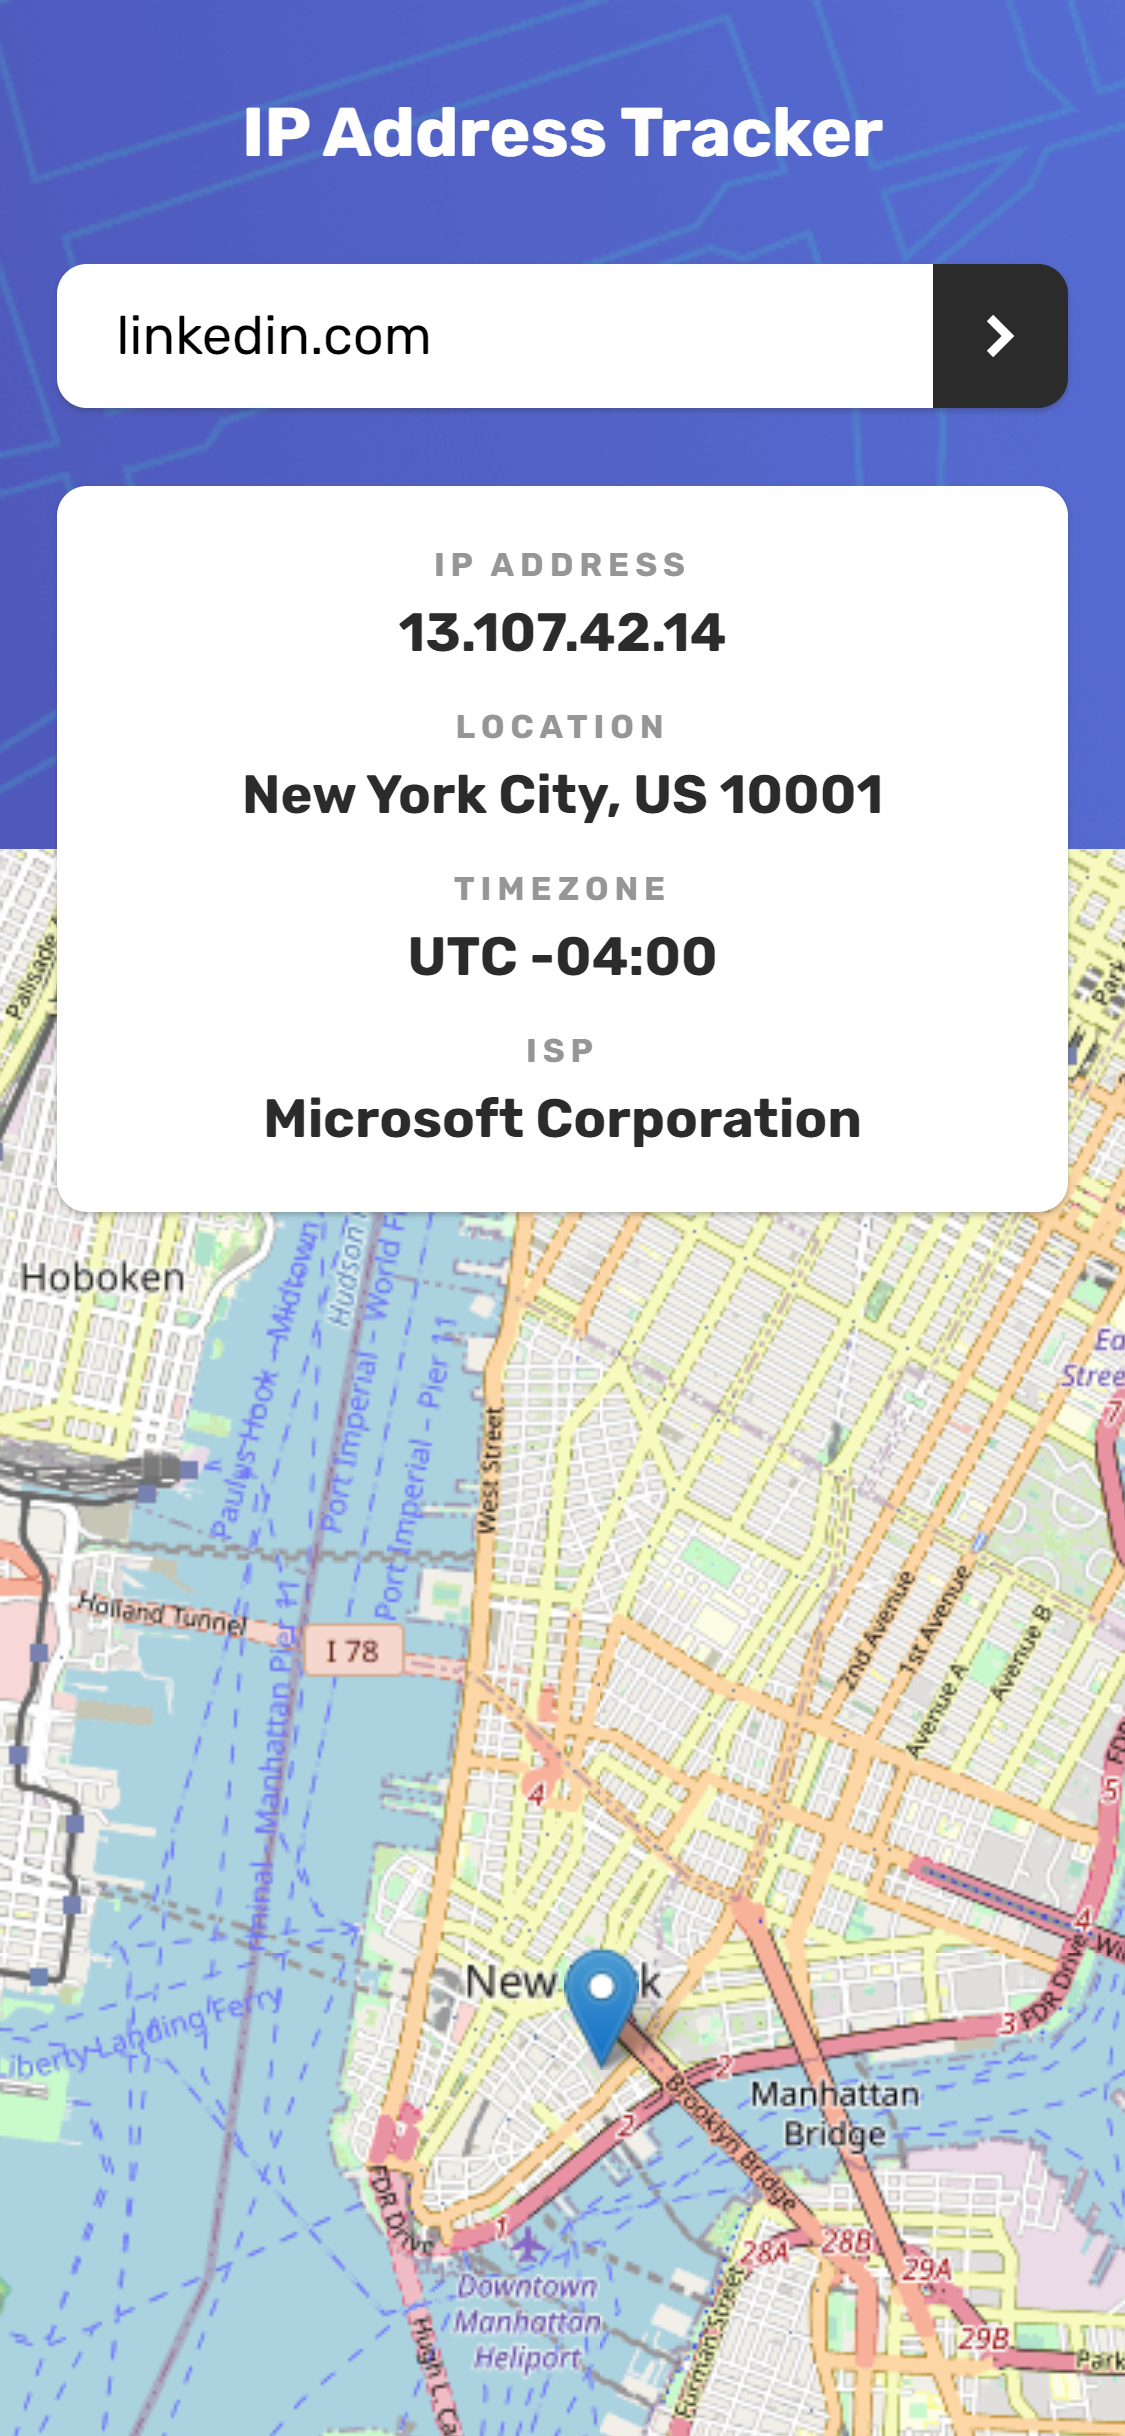 IP Address Tracker
linkedin.com
IP ADDRESS
13.107.42.14
LOCATION
New York City, US 10001
TIMEZONE
UTC -04:00
ISP
Microsoft Corporation
Palisade
Park
Hoboken
Hudson
Paulus Hook - Midtown
Port Imperial - World
Port Imperial - Pier 11
West Street
Stree
7
Holland Tunnel
I 78
Manhattan Pier 11
2nd Avenue
1st Avenue
Avenue A
Avenue B
FDR
5
4
4
New
k
FDR Drive
3
2
2
Liberty Landing Ferry
Brooklyn Bridge
Manhattan
Bridge
FDR Drive
1
28A
28B
29A
29B
Downtown
Manhattan
Heliport
Hugh L. Ca
Furman Street
Park